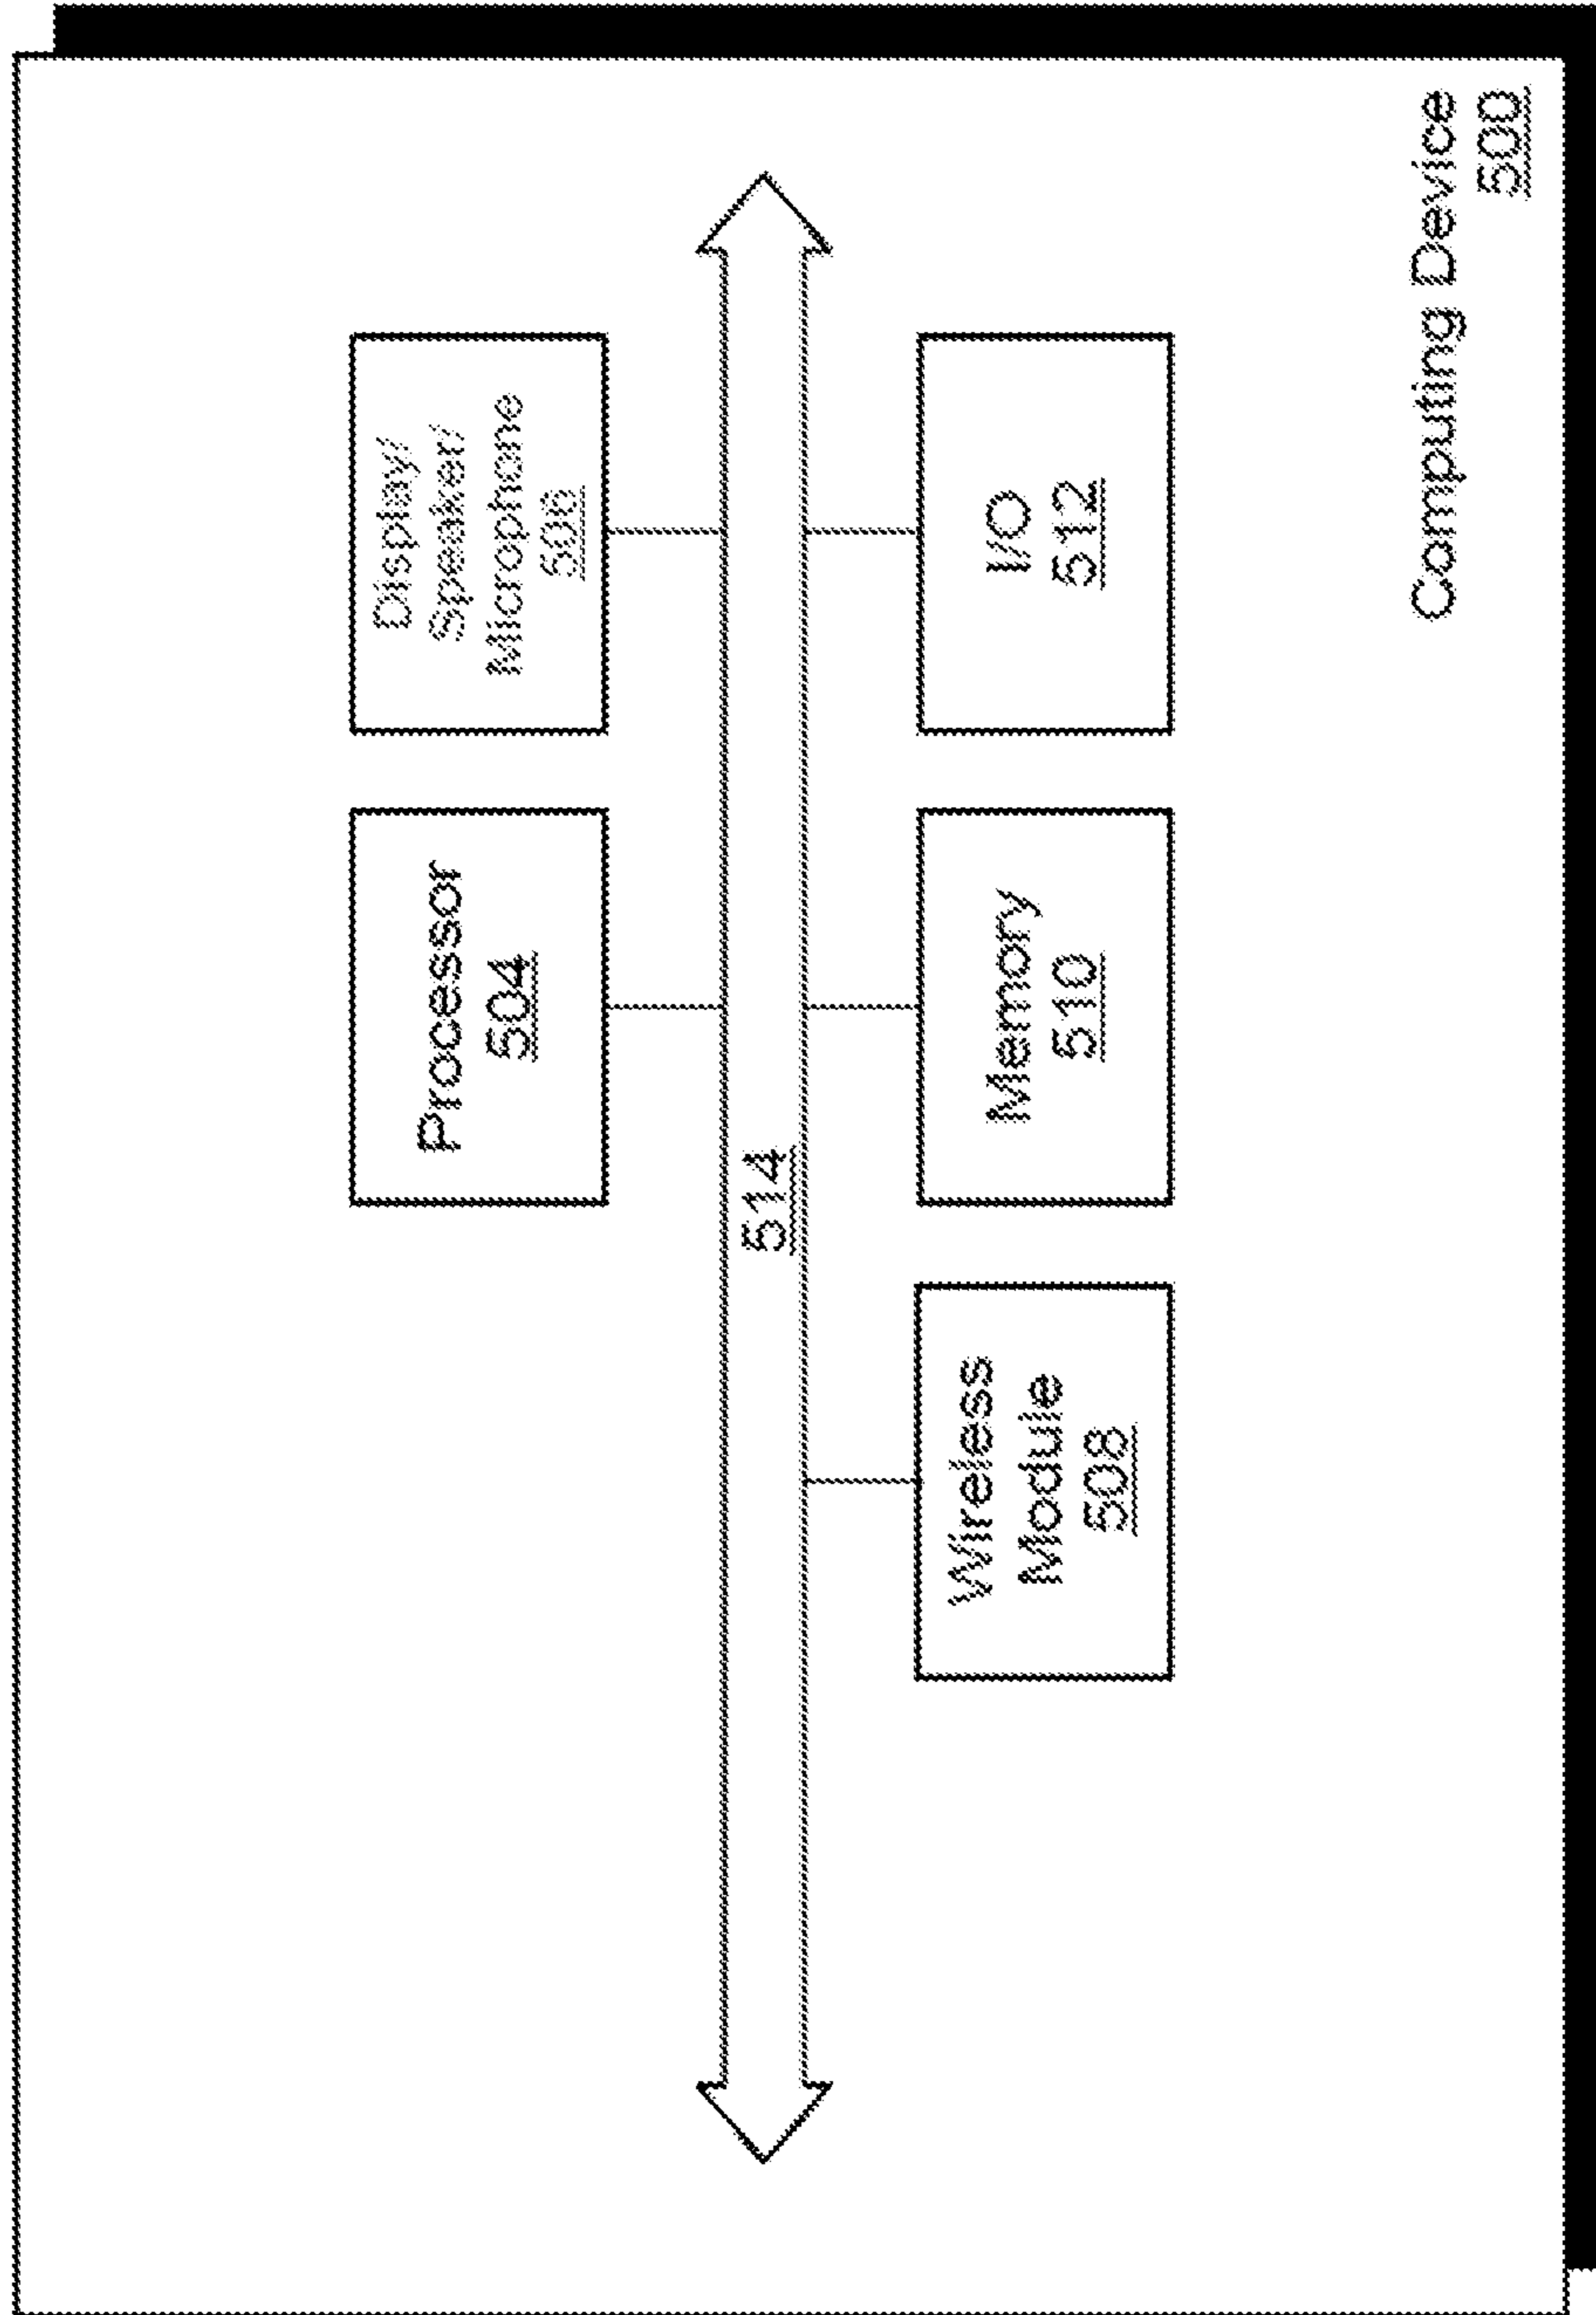 Processor
504
Display/
Speaker/
Microphone
506
514
Wireless
Module
508
Memory
510
I/O
512
Computing Device
500